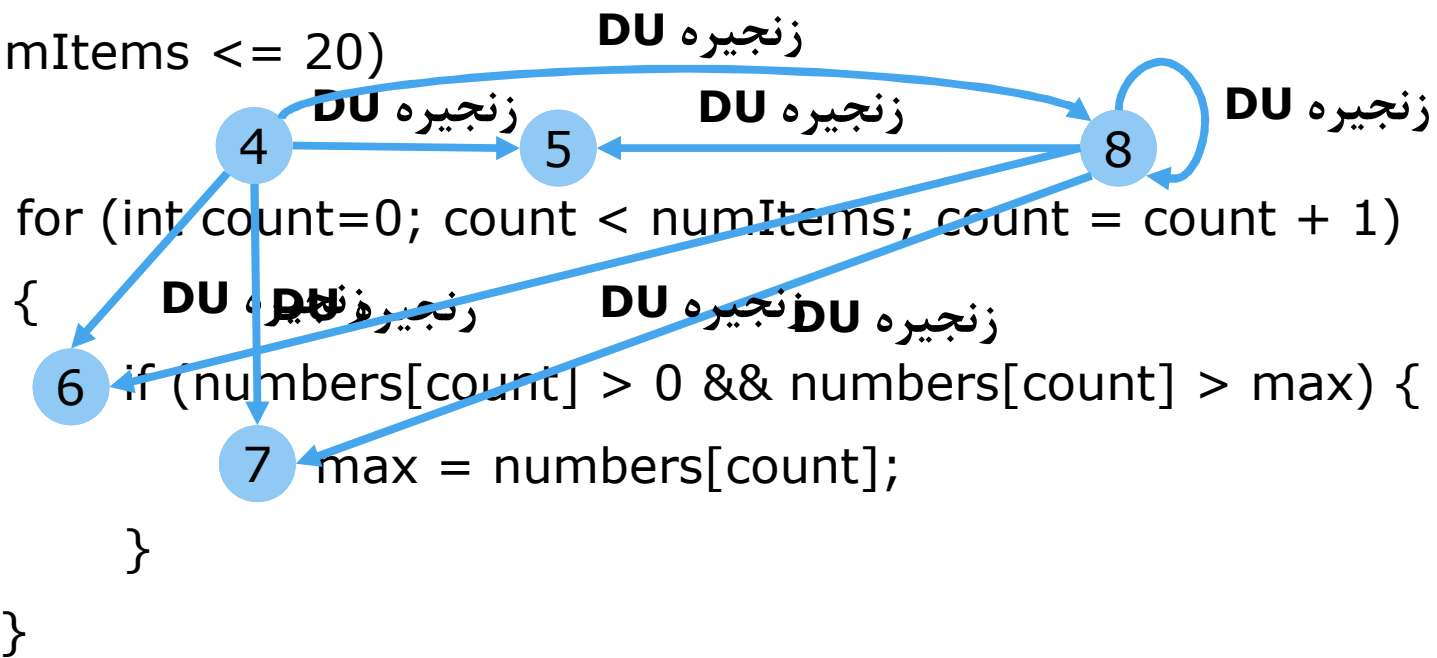 mItems <= 20)
زنجیره DU
زنجیره DU
زنجیره DU
زنجیره DU
4
5
8
for (int count=0; count < numItems; count = count + 1)
{
زنجیره DU
زنجیره DU
زنجیره DU
زنجیره DU
6
if (numbers[count] > 0 && numbers[count] > max) {
7
max = numbers[count];
}
}